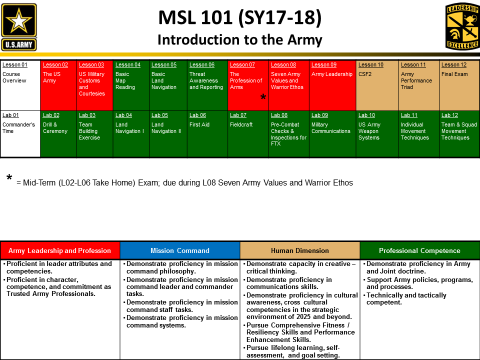 MSL 101 (SY17-18)
Introduction to the Army
U.S.ARMY
LEADERSHIP
EXCELLENCE
Lesson 01
Course
Overview
Lesson 02
The US
Army
Lesson 03
US Military
Customs
and
Courtesies
Lesson 04
Basic
Map
Reading
Lesson 05
Basic
Land
Navigation
Lesson 06
Threat
Awareness
and Reporting
Lesson 07
The
Profession
of Arms
*
Lesson 08
Seven Army
Values and
Warrior Ethos
Lesson 09
Army Leadership
Lesson 10
CSF2
Lesson 11
Army
Performance
Triad
Lesson 12
Final Exam
Lab 01
Commander's
Time
Lab 02
Drill &
Ceremony
Lab 03
Team
Building
Exercise
Lab 04
Land
Navigation I
Lab 05
Land
Navigation II
Lab 06
First Aid
Lab 07
Fieldcraft
Lab 08
Pre-Combat
Checks &
Inspections for
FTX
Lab 09
Military
Communications
Lab 10
US Army
Weapon
Systems
Lab 11
Individual
Movement
Techniques
Lab 12
Team & Squad
Movement
Techniques
* = Mid-Term (L02-L06 Take Home) Exam; due during L08 Seven Army Values and Warrior Ethos
Army Leadership and Profession
• Proficient in leader attributes and
competencies.
• Proficient in character,
competence, and commitment as
Trusted Army Professionals.
Mission Command
• Demonstrate proficiency in mission
command philosophy.
• Demonstrate proficiency in mission
command leader and commander
tasks.
• Demonstrate proficiency in mission
command staff tasks.
• Demonstrate proficiency in mission
command systems.
Human Dimension
• Demonstrate capacity in creative –
critical thinking.
• Demonstrate proficiency in
communications skills.
• Demonstrate proficiency in cultural
awareness, cross cultural
competencies in the strategic
environment of 2025 and beyond.
• Pursue Comprehensive Fitness /
Resiliency Skills and Performance
Enhancement Skills.
• Pursue lifelong learning, self-
assessment, and goal setting.
Professional Competence
• Demonstrate proficiency in Army
and Joint doctrine.
• Support Army policies, programs,
and processes.
• Technically and tactically
competent.